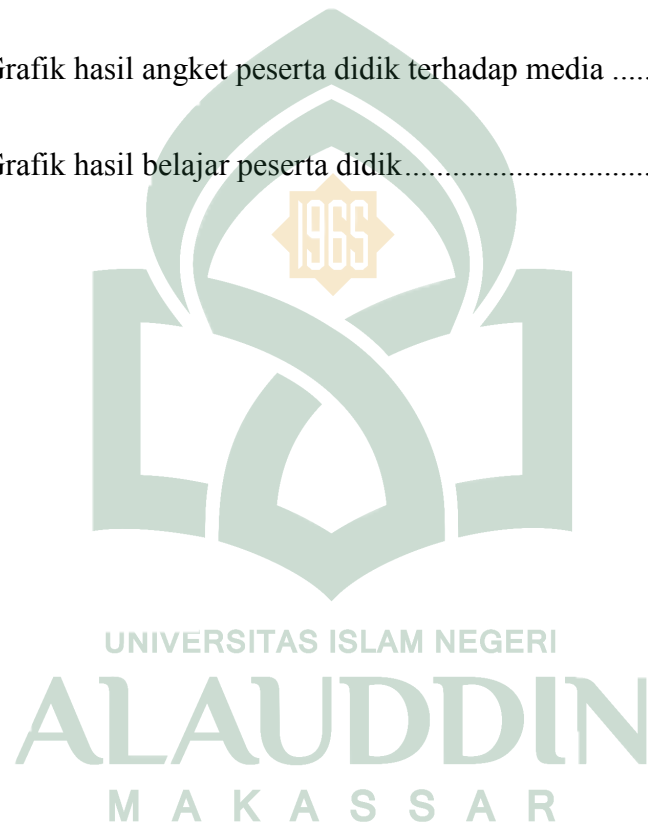 Grafik hasil angket peserta didik terhadap media .....
Grafik hasil belajar peserta didik.............................
1965
UNIVERSITAS ISLAM NEGERI
ALAUDDIN
M A K A S S A R